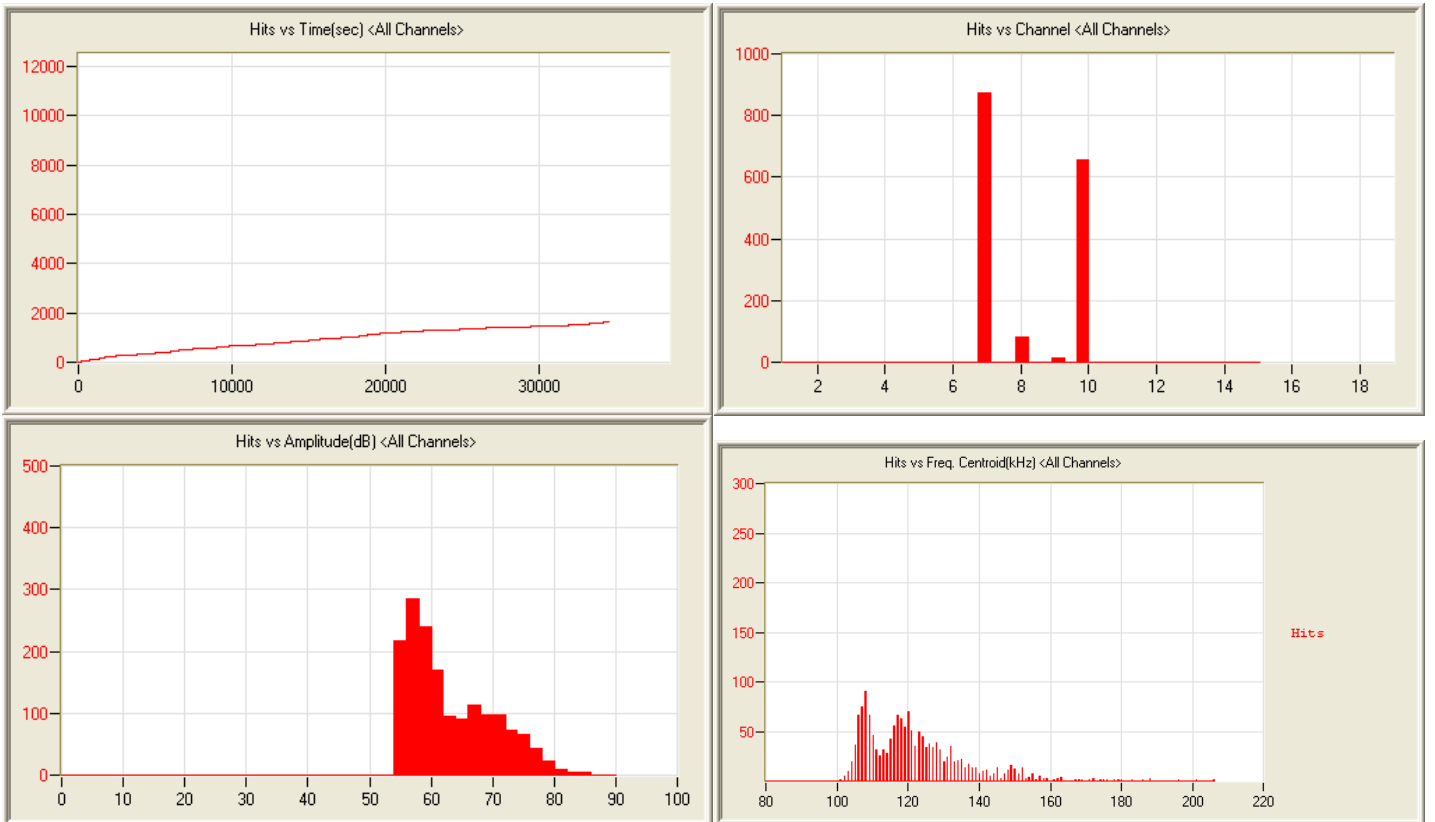 Hits vs Time(sec) <All Channels>
12000
10000
8000
6000
4000
2000
0
0 10000 20000 30000
Hits vs Channel <All Channels>
1000
800
600
400
200
0
2 4 6 8 10 12 14 16 18
Hits vs Amplitude(dB) <All Channels>
500
400
300
200
100
0
0 10 20 30 40 50 60 70 80 90 100
Hits vs Freq. Centroid(kHz) <All Channels>
300
250
200
150
100
50
80 100 120 140 160 180 200 220
Hits